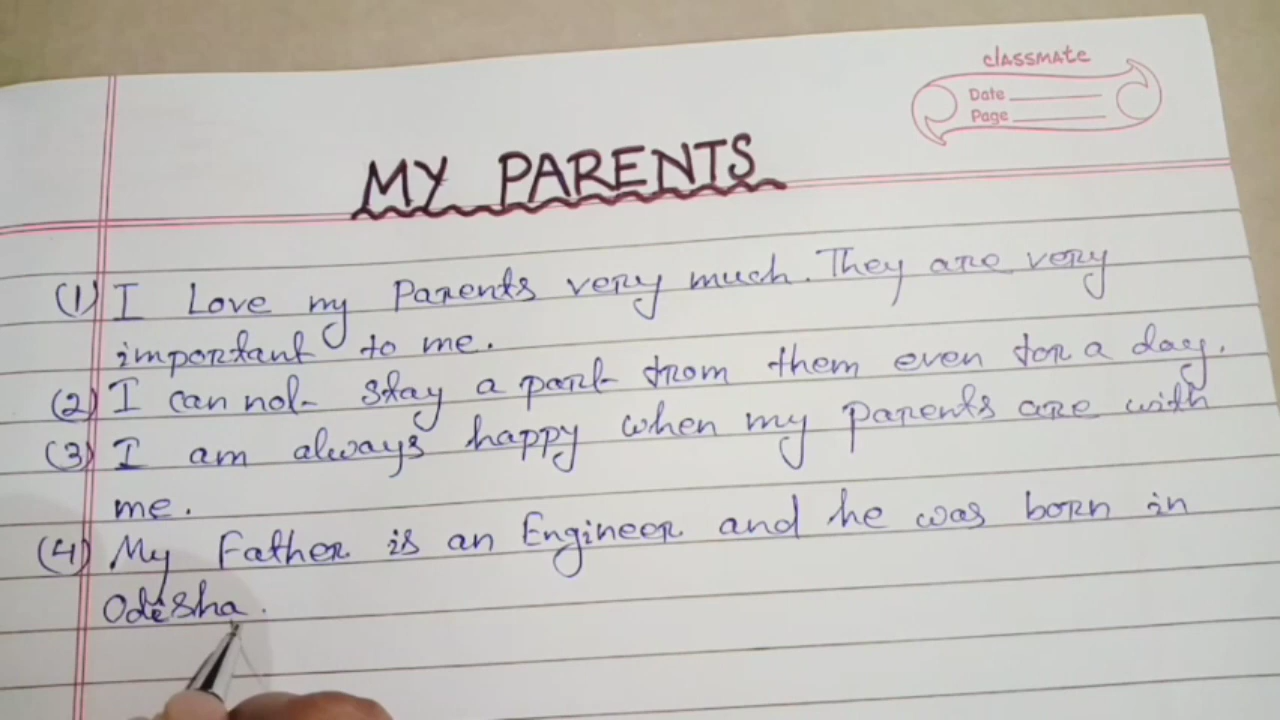 classmate
Date
Page
MY PARENTS
(1) I Love my Parents very much. They are very
important to me.
(2) I can not stay a part from them even for a day.
(3) I am always happy when my parents are with
me.
(4) My Father is an Engineer and he was born in
Odesha.